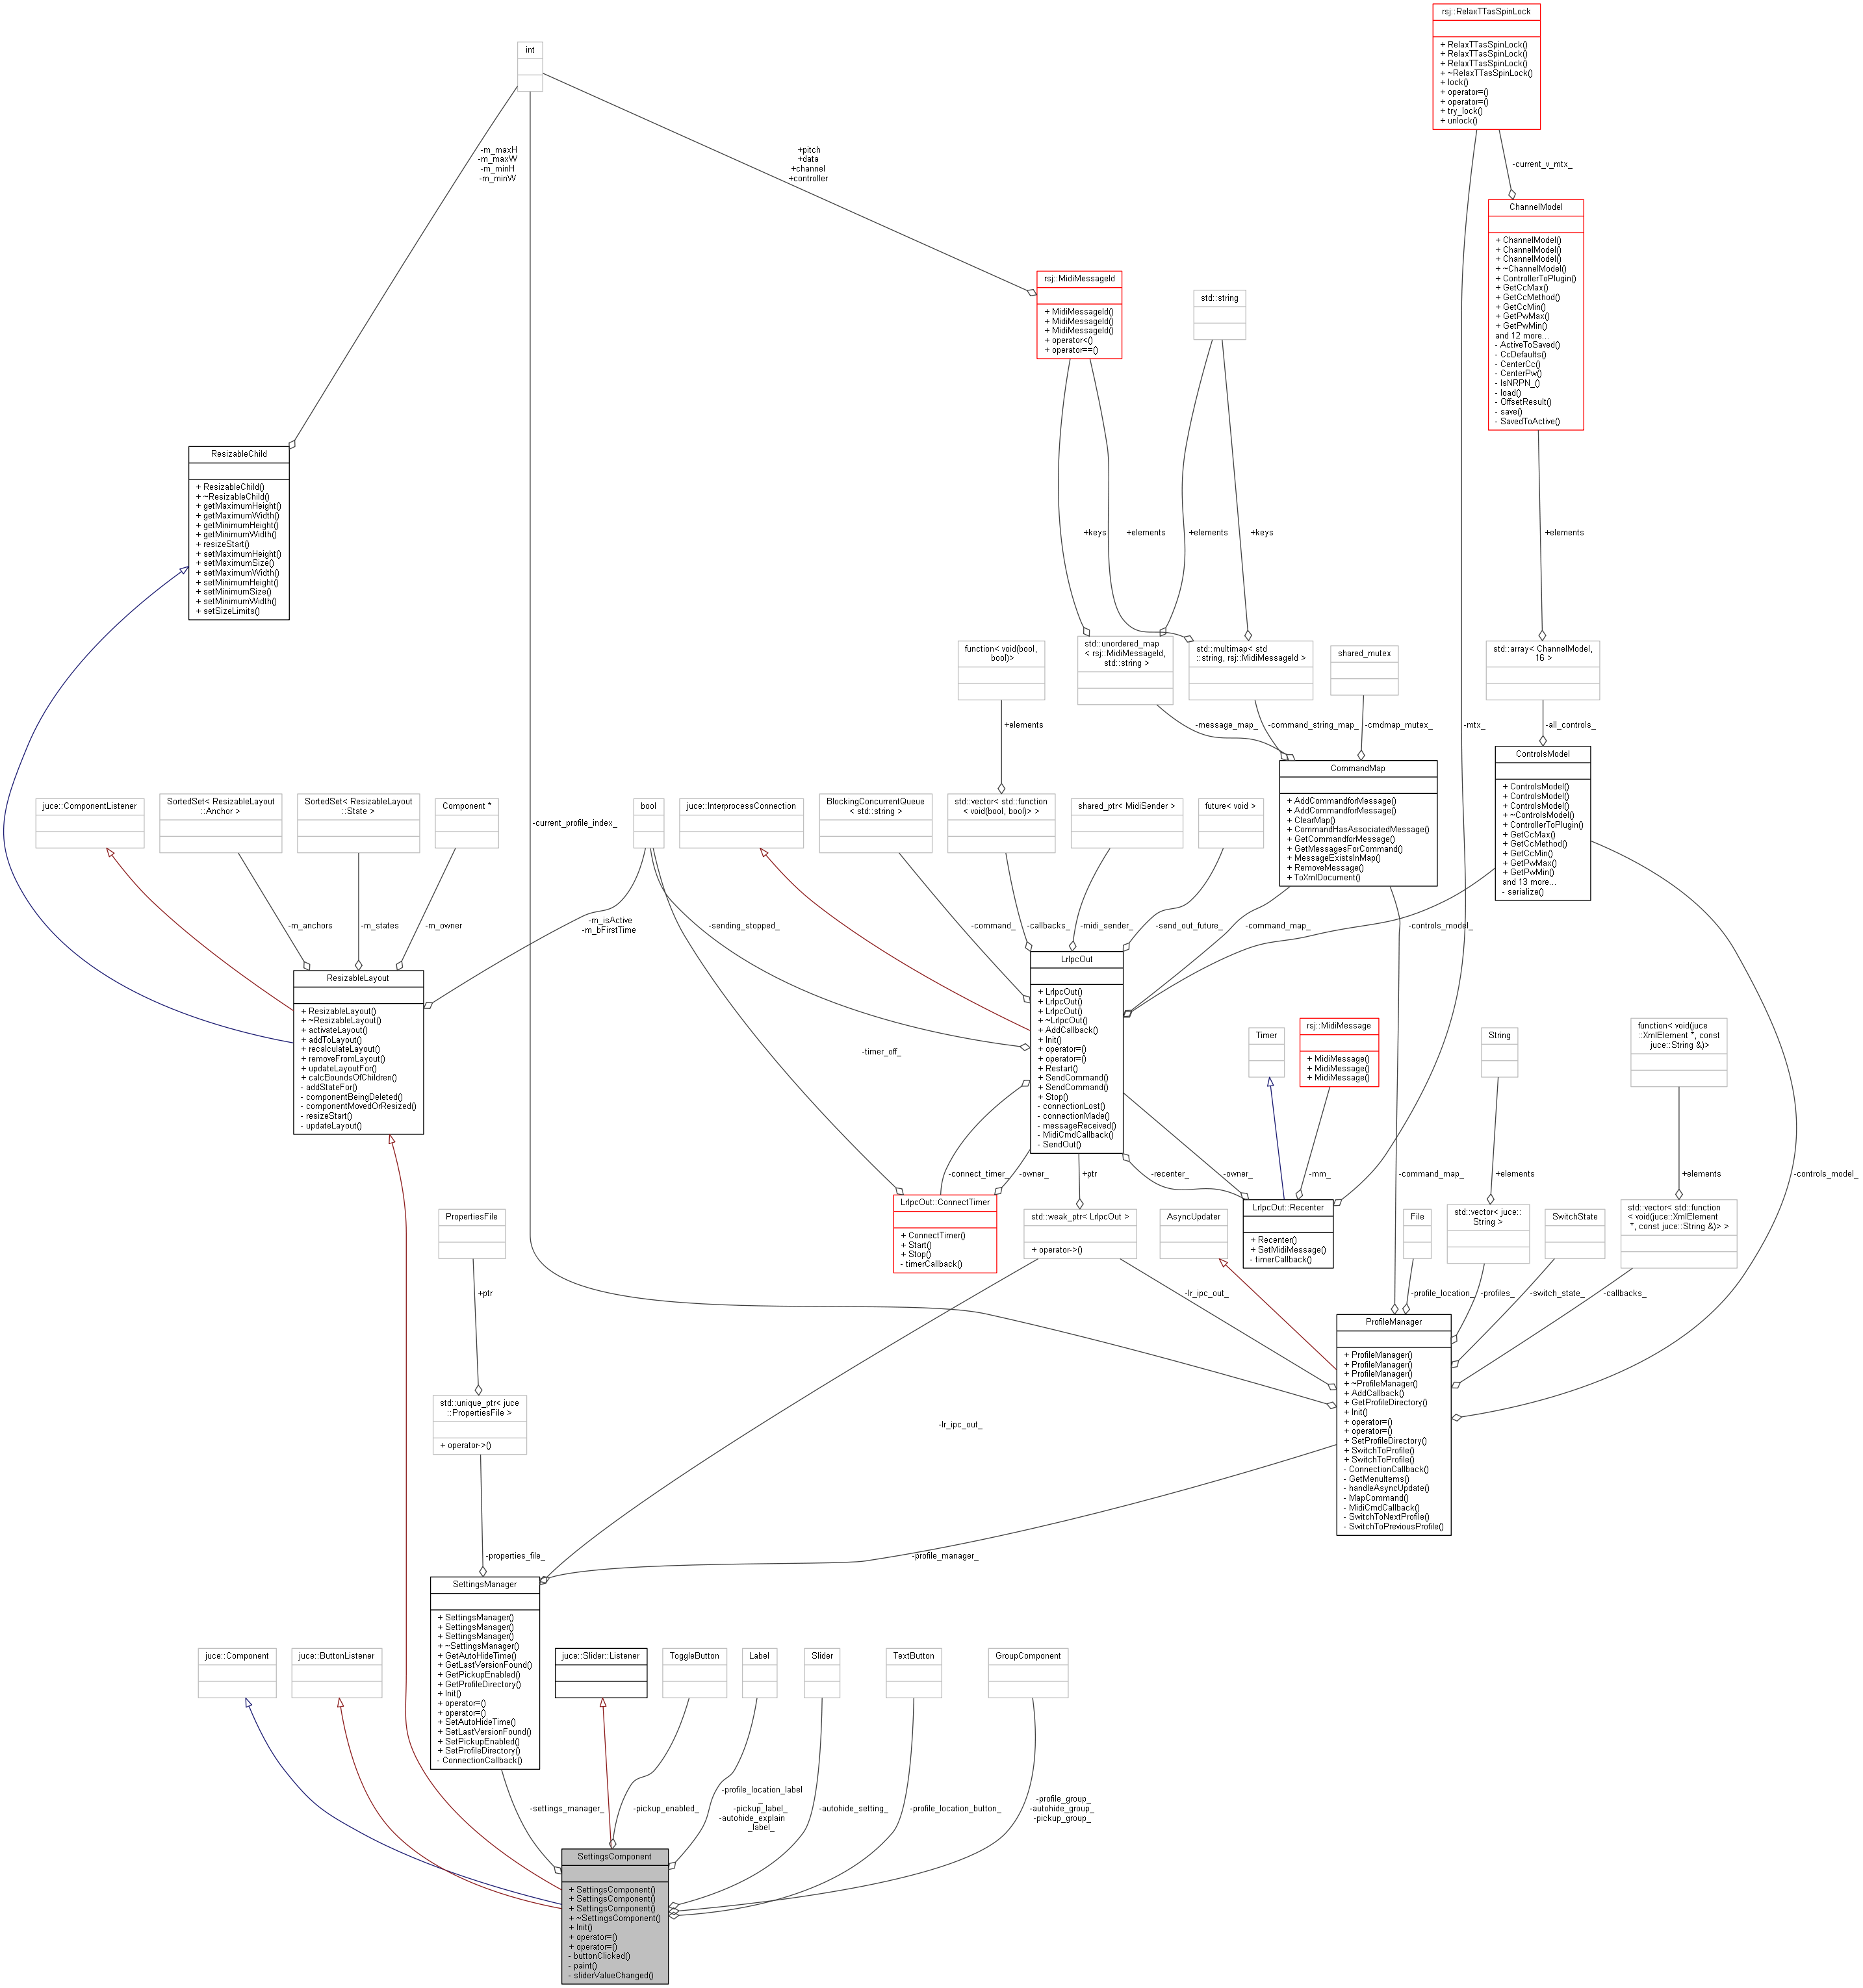 rsj::RelaxTTasSpinLock
+ RelaxTTasSpinLock()
+ RelaxTTasSpinLock()
+ RelaxTTasSpinLock()
+ ~RelaxTTasSpinLock()
+ lock()
+ operator=()
+ operator=()
+ try_lock()
+ unlock()
int
-m_maxH
-m_maxW
-m_minH
-m_minW
+pitch
+data
+channel
+controller
-current_v_mtx_
ChannelModel
+ ChannelModel()
+ ChannelModel()
+ ChannelModel()
+ ~ChannelModel()
+ ControllerToPlugin()
+ GetCcMax()
+ GetCcMethod()
+ GetCcMin()
+ GetPwMax()
+ GetPwMin()
and 12 more...
- ActiveToSaved()
- CcDefaults()
- CenterCc()
- CenterPw()
- IsNRPN_()
- load()
- OffsetResult()
- save()
- SavedToActive()
rsj::MidiMessageId
+ MidiMessageId()
+ MidiMessageId()
+ MidiMessageId()
+ operator<()
+ operator==()
std::string
ResizableChild
+ ResizableChild()
+ ~ResizableChild()
+ getMaximumHeight()
+ getMaximumWidth()
+ getMinimumHeight()
+ getMinimumWidth()
+ resizeStart()
+ setMaximumHeight()
+ setMaximumSize()
+ setMaximumWidth()
+ setMinimumHeight()
+ setMinimumSize()
+ setMinimumWidth()
+ setSizeLimits()
+keys
+elements
+elements
+keys
+elements
function< void(bool,
bool)>
std::unordered_map
< rsj::MidiMessageId,
std::string >
std::multimap< std
::string, rsj::MidiMessageId >
shared_mutex
std::array< ChannelModel,
16 >
+elements
-message_map_
-command_string_map_
-cmdmap_mutex_
-mtx_
-all_controls_
ControlsModel
+ ControlsModel()
+ ControlsModel()
+ ControlsModel()
+ ~ControlsModel()
+ ControllerToPlugin()
+ GetCcMax()
+ GetCcMethod()
+ GetCcMin()
+ GetPwMax()
+ GetPwMin()
and 13 more...
- serialize()
CommandMap
+ AddCommandforMessage()
+ AddCommandforMessage()
+ ClearMap()
+ CommandHasAssociatedMessage()
+ GetCommandforMessage()
+ GetMessagesForCommand()
+ MessageExistsInMap()
+ RemoveMessage()
+ ToXmlDocument()
juce::ComponentListener
SortedSet< ResizableLayout
::Anchor >
SortedSet< ResizableLayout
::State >
Component *
bool
juce::InterprocessConnection
BlockingConcurrentQueue
< std::string >
std::vector< std::function
< void(bool, bool)> >
shared_ptr< MidiSender >
future< void >
-current_profile_index_
-m_anchors
-m_states
-m_owner
-m_isActive
-m_bFirstTime
-sending_stopped_
-command_
-callbacks_
-midi_sender_
-send_out_future_
-command_map_
-controls_model_
ResizableLayout
+ ResizableLayout()
+ ~ResizableLayout()
+ activateLayout()
+ addToLayout()
+ recalculateLayout()
+ removeFromLayout()
+ updateLayoutFor()
+ calcBoundsOfChildren()
- addStateFor()
- componentBeingDeleted()
- componentMovedOrResized()
- resizeStart()
- updateLayout()
LrIpcOut
+ LrIpcOut()
+ LrIpcOut()
+ LrIpcOut()
+ ~LrIpcOut()
+ AddCallback()
+ Init()
+ operator=()
+ operator=()
+ Restart()
+ SendCommand()
+ SendCommand()
+ Stop()
- connectionLost()
- connectionMade()
- messageReceived()
- MidiCmdCallback()
- SendOut()
-timer_off_
Timer
rsj::MidiMessage
+ MidiMessage()
+ MidiMessage()
+ MidiMessage()
String
function< void(juce
::XmlElement *, const
juce::String &)>
-connect_timer_
-owner_
+ptr
-recenter_
-owner_
-mm_
-command_map_
+elements
+elements
-controls_model_
LrIpcOut::ConnectTimer
+ ConnectTimer()
+ Start()
+ Stop()
- timerCallback()
PropertiesFile
std::weak_ptr< LrIpcOut >
+ operator->()
AsyncUpdater
LrIpcOut::Recenter
+ Recenter()
+ SetMidiMessage()
- timerCallback()
File
std::vector< juce::
String >
SwitchState
std::vector< std::function
< void(juce::XmlElement
*, const juce::String &)> >
+ptr
-lr_ipc_out_
-profile_location_
-profiles_
-switch_state_
-callbacks_
ProfileManager
+ ProfileManager()
+ ProfileManager()
+ ProfileManager()
+ ~ProfileManager()
+ AddCallback()
+ GetProfileDirectory()
+ Init()
+ operator=()
+ operator=()
+ SetProfileDirectory()
+ SwitchToProfile()
+ SwitchToProfile()
- ConnectionCallback()
- GetMenuItems()
- handleAsyncUpdate()
- MapCommand()
- MidiCmdCallback()
- SwitchToNextProfile()
- SwitchToPreviousProfile()
std::unique_ptr< juce
::PropertiesFile >
+ operator->()
-lr_ipc_out_
-properties_file_
-profile_manager_
SettingsManager
+ SettingsManager()
+ SettingsManager()
+ SettingsManager()
+ ~SettingsManager()
+ GetAutoHideTime()
+ GetLastVersionFound()
+ GetPickupEnabled()
+ GetProfileDirectory()
+ Init()
+ operator=()
+ operator=()
+ SetAutoHideTime()
+ SetLastVersionFound()
+ SetPickupEnabled()
+ SetProfileDirectory()
- ConnectionCallback()
juce::Component
juce::ButtonListener
juce::Slider::Listener
ToggleButton
Label
Slider
TextButton
GroupComponent
-settings_manager_
-pickup_enabled_
-profile_location_label
_
-pickup_label_
-autohide_explain
_label_
-autohide_setting_
-profile_location_button_
-profile_group_
-autohide_group_
-pickup_group_
SettingsComponent
+ SettingsComponent()
+ SettingsComponent()
+ SettingsComponent()
+ ~SettingsComponent()
+ Init()
+ operator=()
+ operator=()
- buttonClicked()
- paint()
- sliderValueChanged()